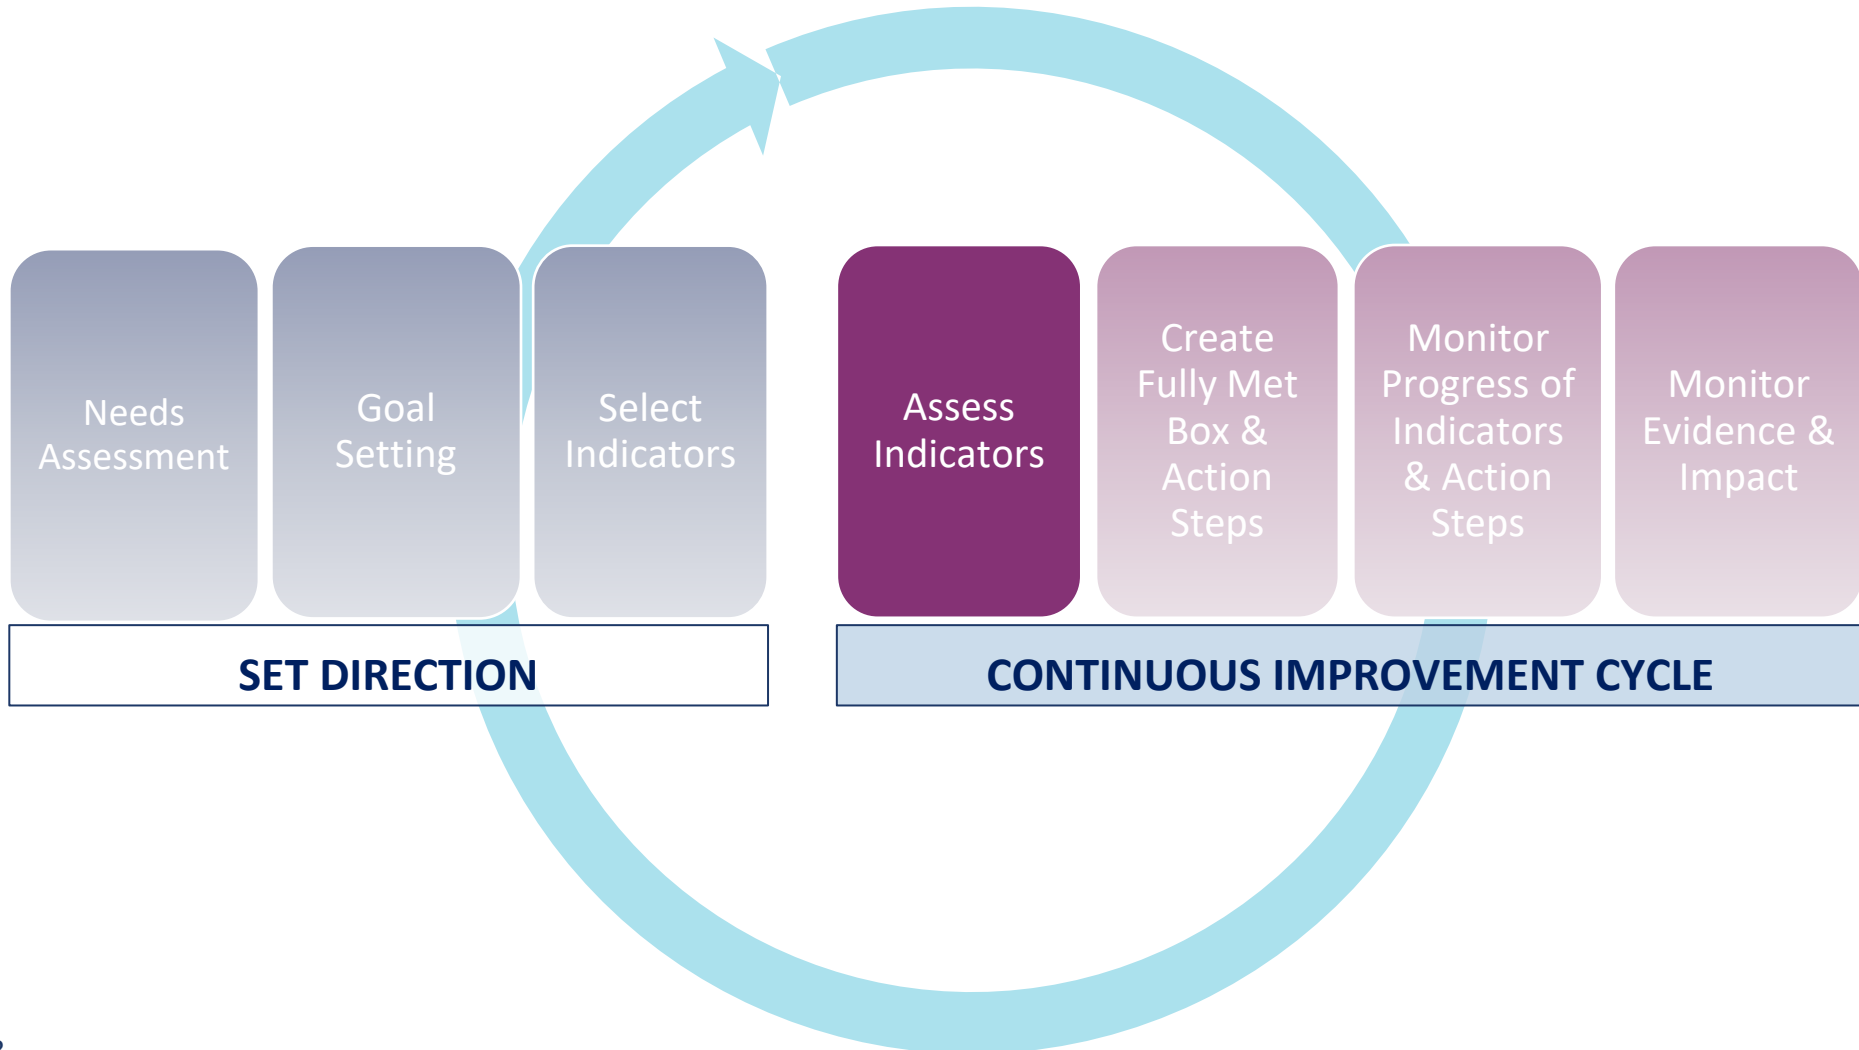 Needs
Assessment
Goal
Setting
Select
Indicators
Assess
Indicators
Create
Fully Met
Box &
Action
Steps
Monitor
Progress of
Indicators
& Action
Steps
Monitor
Evidence &
Impact
SET DIRECTION
CONTINUOUS IMPROVEMENT CYCLE